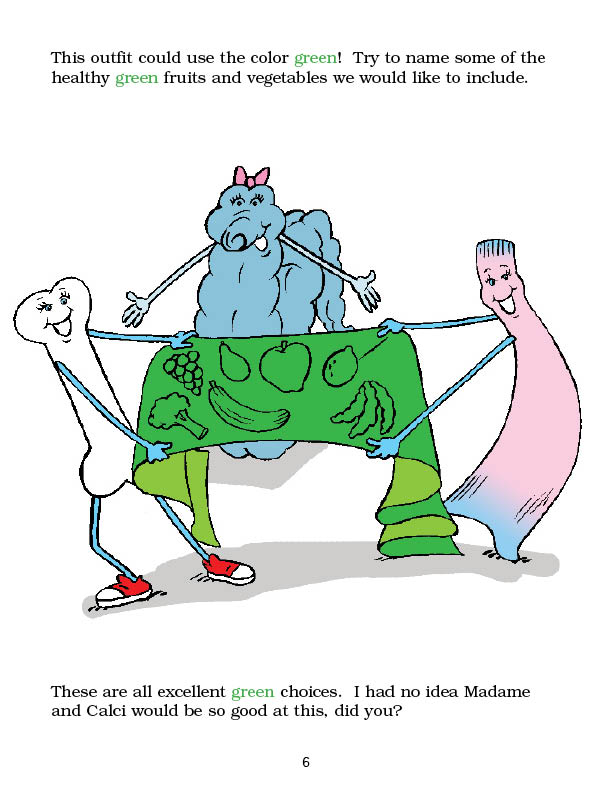 This outfit could use the color green!  Try to name some of the
healthy green fruits and vegetables we would like to include.
These are all excellent green choices.  I had no idea Madame
and Calci would be so good at this, did you?
6